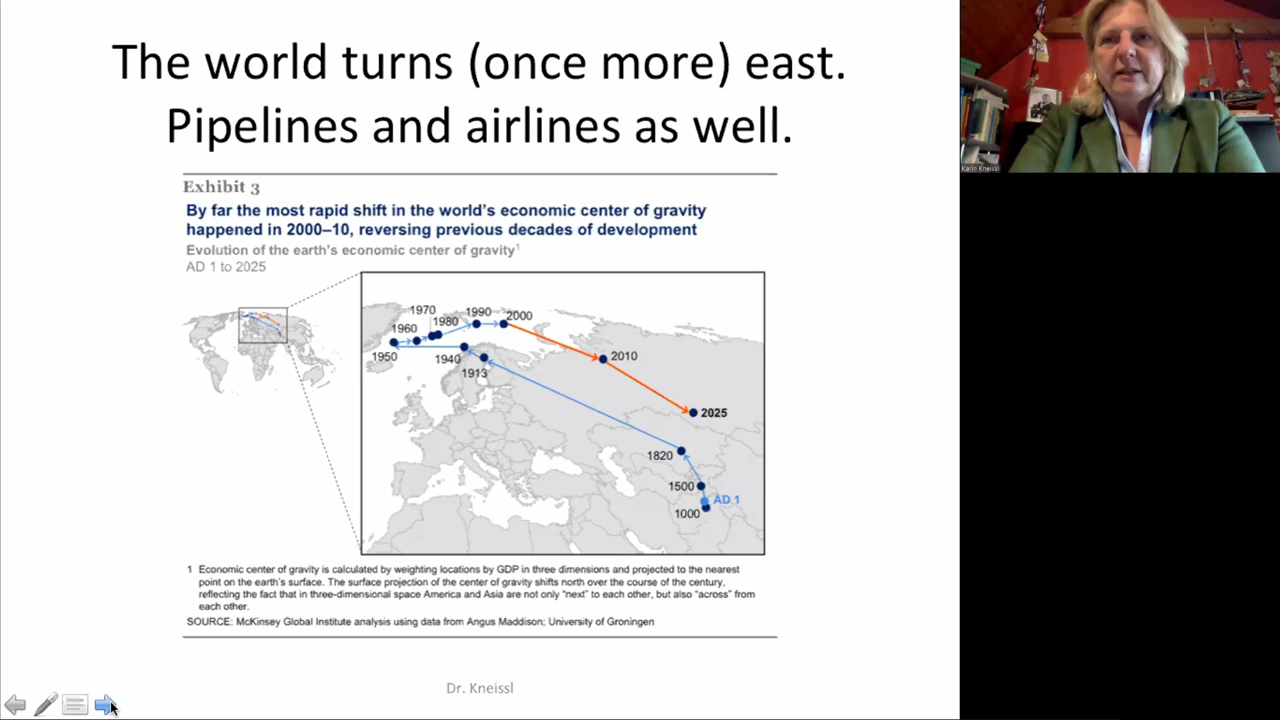 The world turns (once more) east.
Pipelines and airlines as well.
Exhibit 3
By far the most rapid shift in the world's economic center of gravity
happened in 2000–10, reversing previous decades of development
Evolution of the earth's economic center of gravity1
AD 1 to 2025
1970
1990
2000
1960
1980
1950
1940
2010
1913
2025
1820
1500
AD 1
1000
1 Economic center of gravity is calculated by weighting locations by GDP in three dimensions and projected to the nearest
point on the earth's surface. The surface projection of the center of gravity shifts north over the course of the century,
reflecting the fact that in three-dimensional space America and Asia are not only "next" to each other, but also "across" from
each other.
SOURCE: McKinsey Global Institute analysis using data from Angus Maddison; University of Groningen
Dr. Kneissl
Karin Kneissl